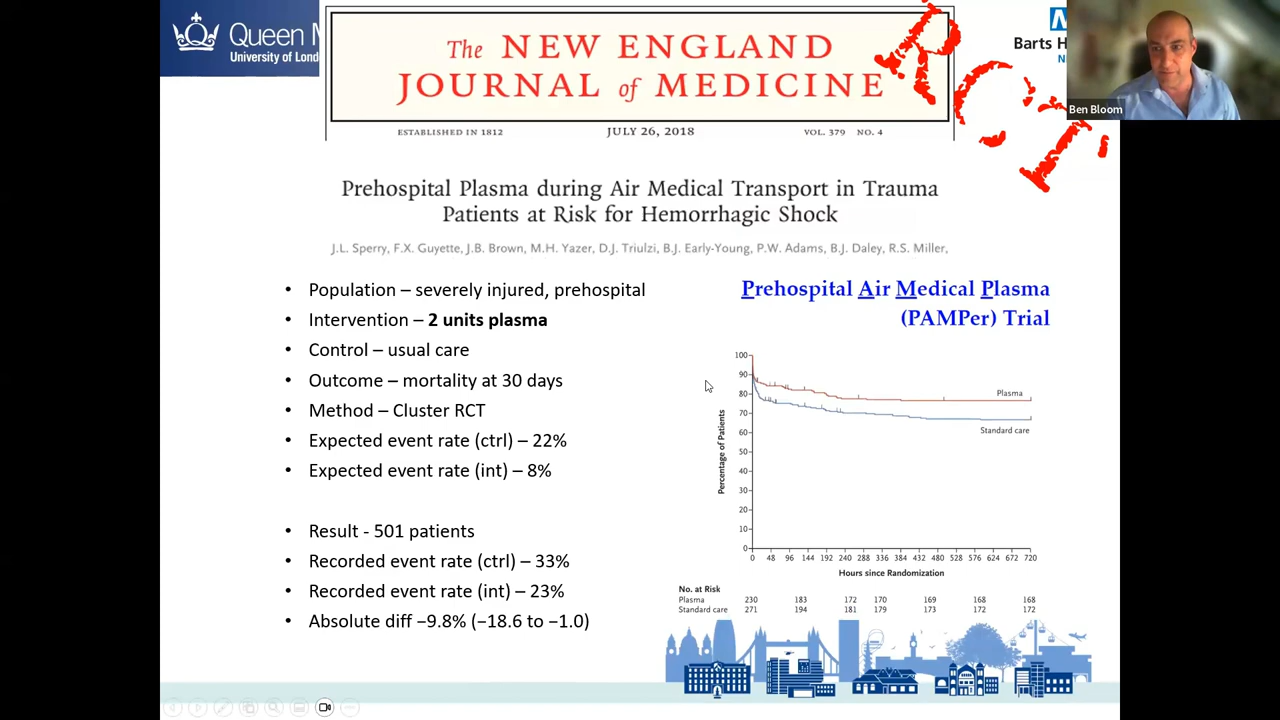 Queen M
University of Lond
The NEW ENGLAND
JOURNAL of MEDICINE
ESTABLISHED IN 1812
JULY 26, 2018
VOL. 379 NO. 4
RCT
N
Barts H
N
Ben Bloom
Prehospital Plasma during Air Medical Transport in Trauma
Patients at Risk for Hemorrhagic Shock
J.L. Sperry, F.X. Guyette, J.B. Brown, M.H. Yazer, D.J. Triulzi, B.J. Early-Young, P.W. Adams, B.J. Daley, R.S. Miller,
• Population – severely injured, prehospital
• Intervention – 2 units plasma
• Control – usual care
• Outcome – mortality at 30 days
• Method – Cluster RCT
• Expected event rate (ctrl) – 22%
• Expected event rate (int) – 8%
• Result - 501 patients
• Recorded event rate (ctrl) – 33%
• Recorded event rate (int) – 23%
• Absolute diff −9.8% (−18.6 to −1.0)
Prehospital Air Medical Plasma
(PAMPer) Trial
Percentage of Patients
100
90
80
70
60
50
40
30
20
10
0
Plasma
Standard care
0 48 96 144 192 240 288 336 384 432 480 528 576 624 672 720
Hours since Randomization
No. at Risk
Plasma 230 183 172 170 169 168 168
Standard care 271 194 181 179 173 172 172